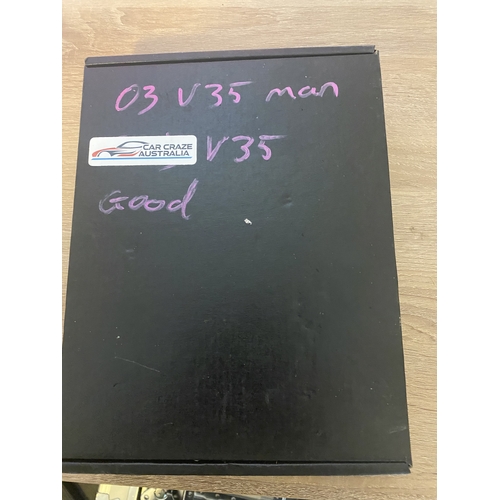 03 V35 man
CAR CRAZE
AUSTRALIA
V35
Good